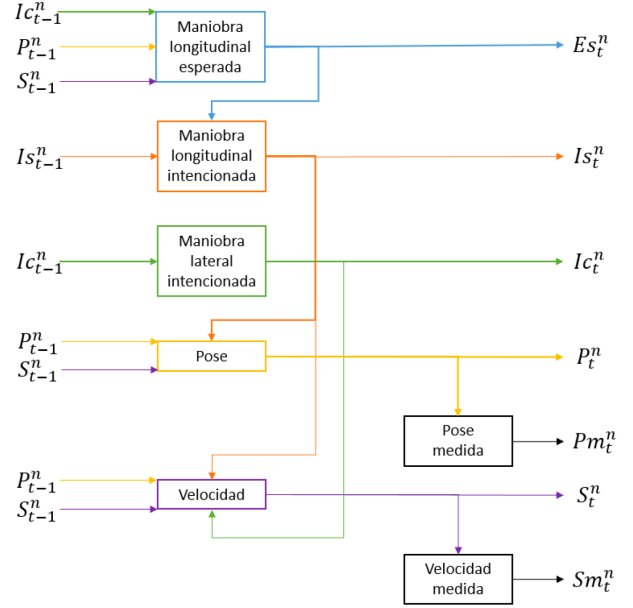 Ic_{t-1}^n
P_{t-1}^n
S_{t-1}^n
Maniobra
longitudinal
esperada
Es_t^n
Is_{t-1}^n
Maniobra
longitudinal
intencionada
Is_t^n
Ic_{t-1}^n
Maniobra
lateral
intencionada
Ic_t^n
P_{t-1}^n
S_{t-1}^n
Pose
P_t^n
Pose
medida
Pm_t^n
P_{t-1}^n
S_{t-1}^n
Velocidad
S_t^n
Velocidad
medida
Sm_t^n